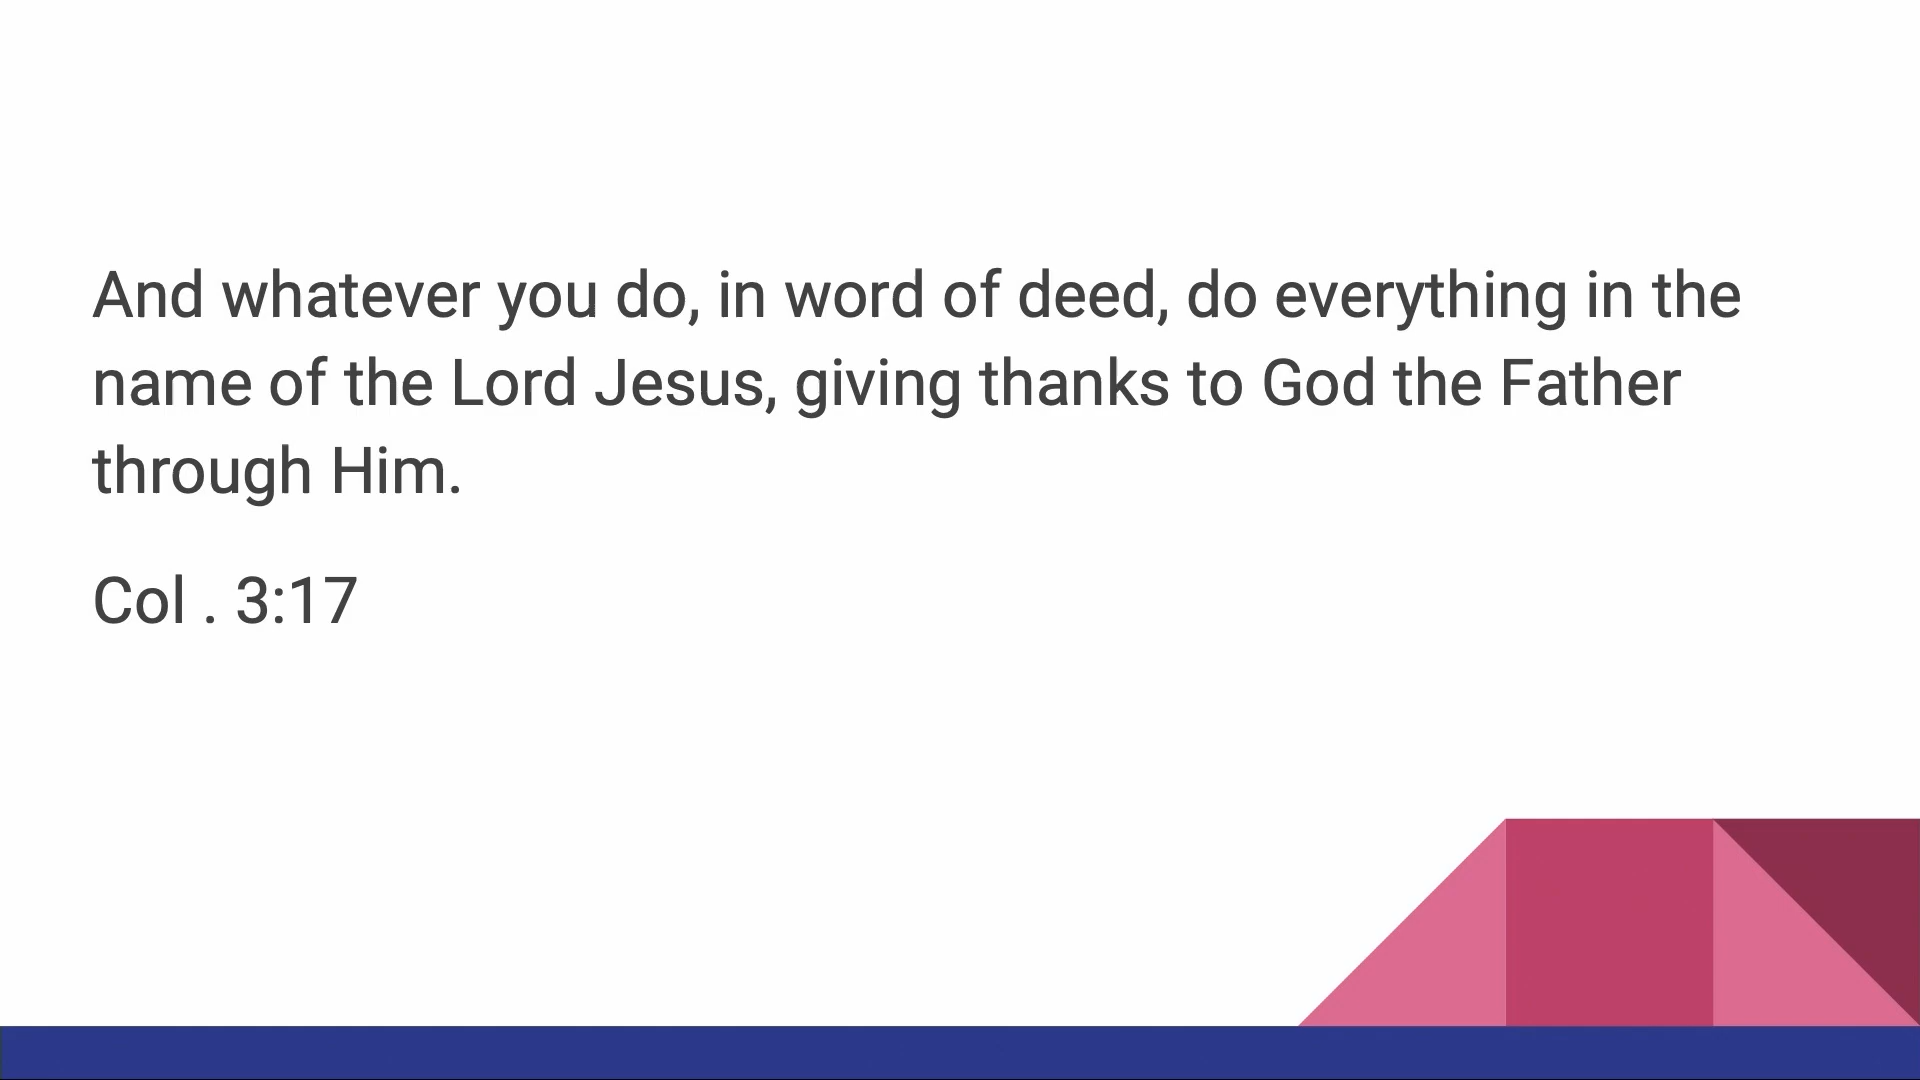 And whatever you do, in word of deed, do everything in the
name of the Lord Jesus, giving thanks to God the Father
through Him.
Col . 3:17